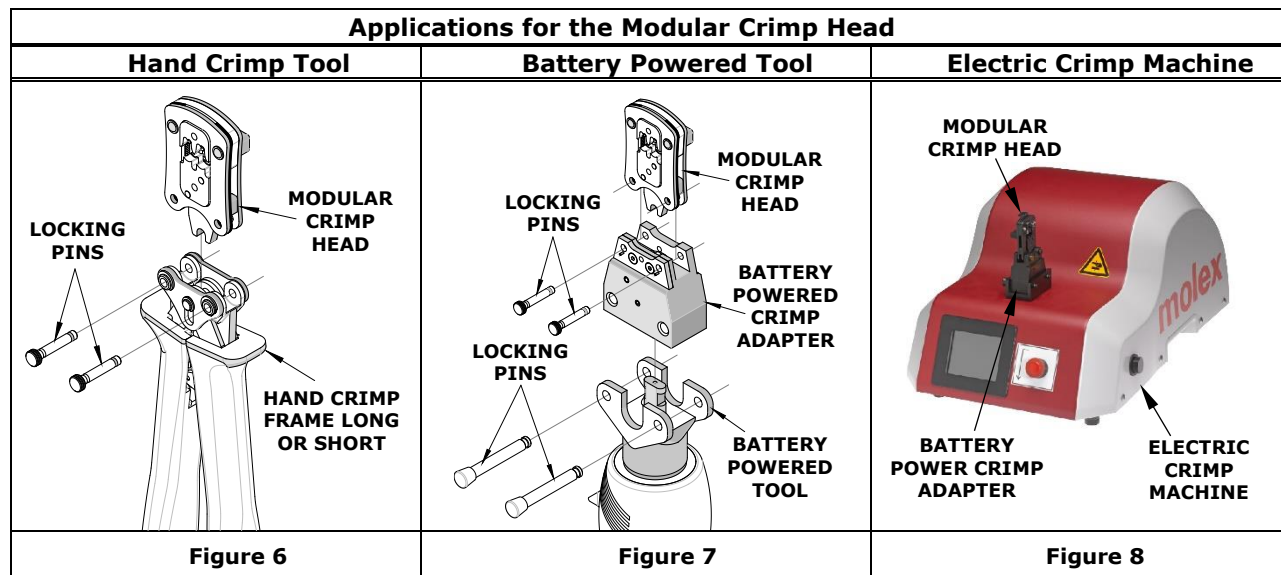 Applications for the Modular Crimp Head
Hand Crimp Tool
Battery Powered Tool
Electric Crimp Machine
MODULAR
CRIMP
HEAD
LOCKING
PINS
HAND CRIMP
FRAME LONG
OR SHORT
MODULAR
CRIMP
HEAD
LOCKING
PINS
BATTERY
POWERED
CRIMP
ADAPTER
LOCKING
PINS
BATTERY
POWERED
TOOL
MODULAR
CRIMP HEAD
molex
BATTERY
POWER CRIMP
ADAPTER
ELECTRIC
CRIMP
MACHINE
Figure 6
Figure 7
Figure 8